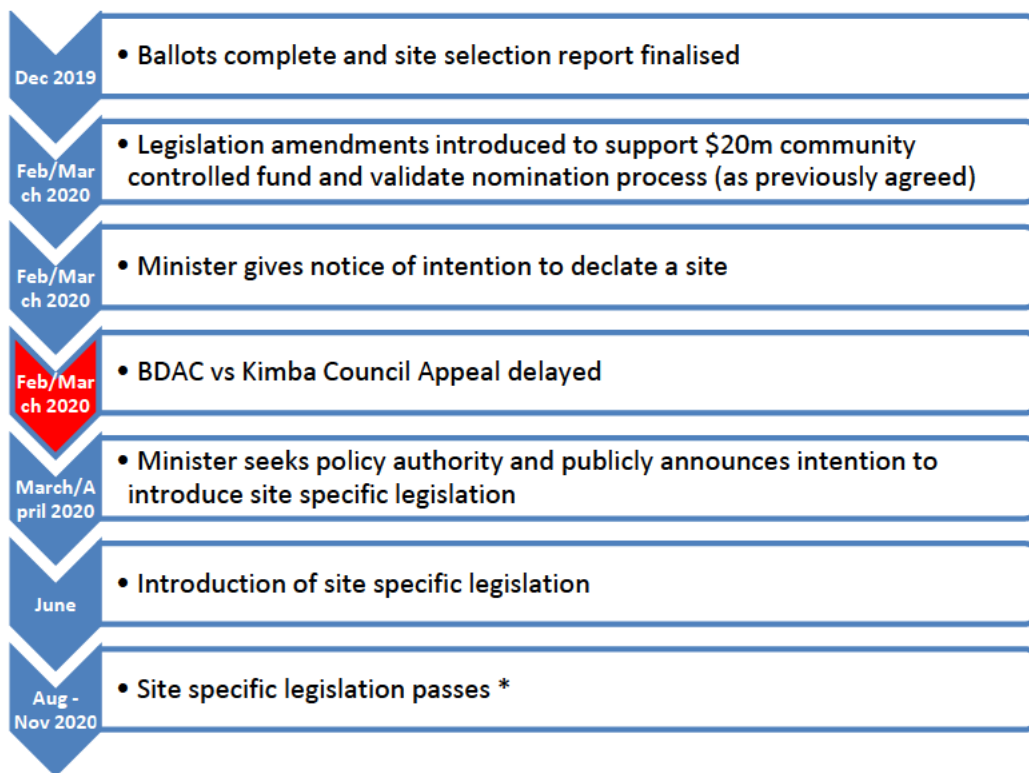 Dec 2019
• Ballots complete and site selection report finalised
Feb/Mar
ch 2020
• Legislation amendments introduced to support $20m community
controlled fund and validate nomination process (as previously agreed)
Feb/Mar
ch 2020
• Minister gives notice of intention to declate a site
Feb/Mar
ch 2020
• BDAC vs Kimba Council Appeal delayed
March/A
pril 2020
• Minister seeks policy authority and publicly announces intention to
introduce site specific legislation
June
• Introduction of site specific legislation
Aug -
Nov 2020
• Site specific legislation passes *